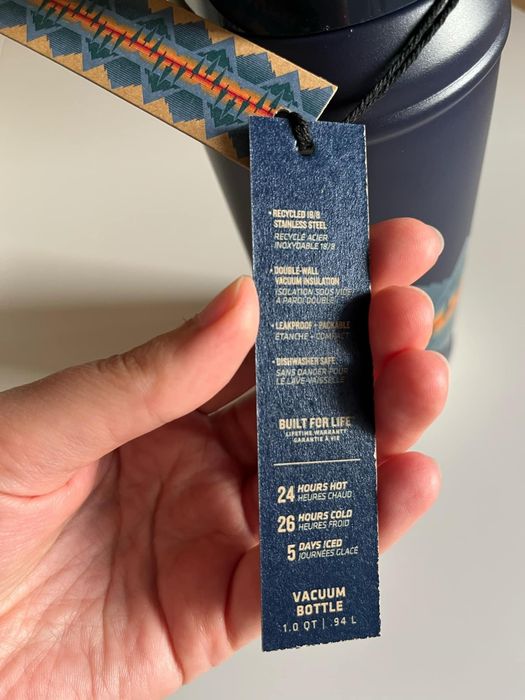 • RECYCLED 18/8
STAINLESS STEEL
RECYCLÉ ACIER
INOXYDABLE 18/8
• DOUBLE-WALL
VACUUM INSULATION
ISOLATION SOUS VIDE
À PAROI DOUBLE
• LEAKPROOF + PACKABLE
ÉTANCHE + COMPACT
• DISHWASHER SAFE
SANS DANGER POUR
LE LAVE-VAISSELLE
BUILT FOR LIFE™
LIFETIME WARRANTY
GARANTIE À VIE
24 HOURS HOT
HEURES CHAUD
26 HOURS COLD
HEURES FROID
5 DAYS ICED
JOURNÉES GLACÉ
VACUUM
BOTTLE
1.0 QT | .94 L